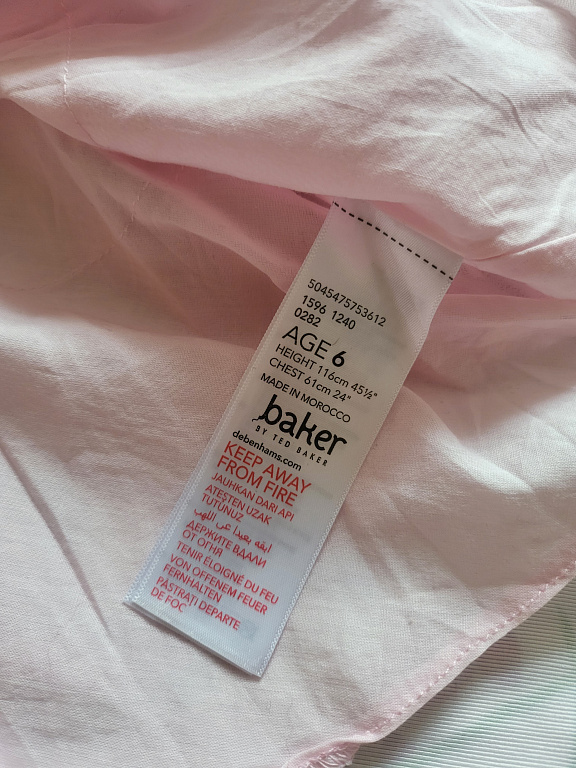 5045475753612
1596 1240
0282
AGE 6
HEIGHT 116cm 45½"
CHEST 61cm 24"
MADE IN MOROCCO
baker
BY TED BAKER
debenhams.com
KEEP AWAY
FROM FIRE
JAUHKAN DARI API
ATEŞTEN UZAK
TUTUNUZ
ابقه بعيدا عن اللهب
ДЕРЖИТЕ ВДАЛИ
ОТ ОГНЯ
TENIR ÉLOIGNÉ DU FEU
VON OFFENEM FEUER
FERNHALTEN
PĂSTRAȚI DEPARTE
DE FOC